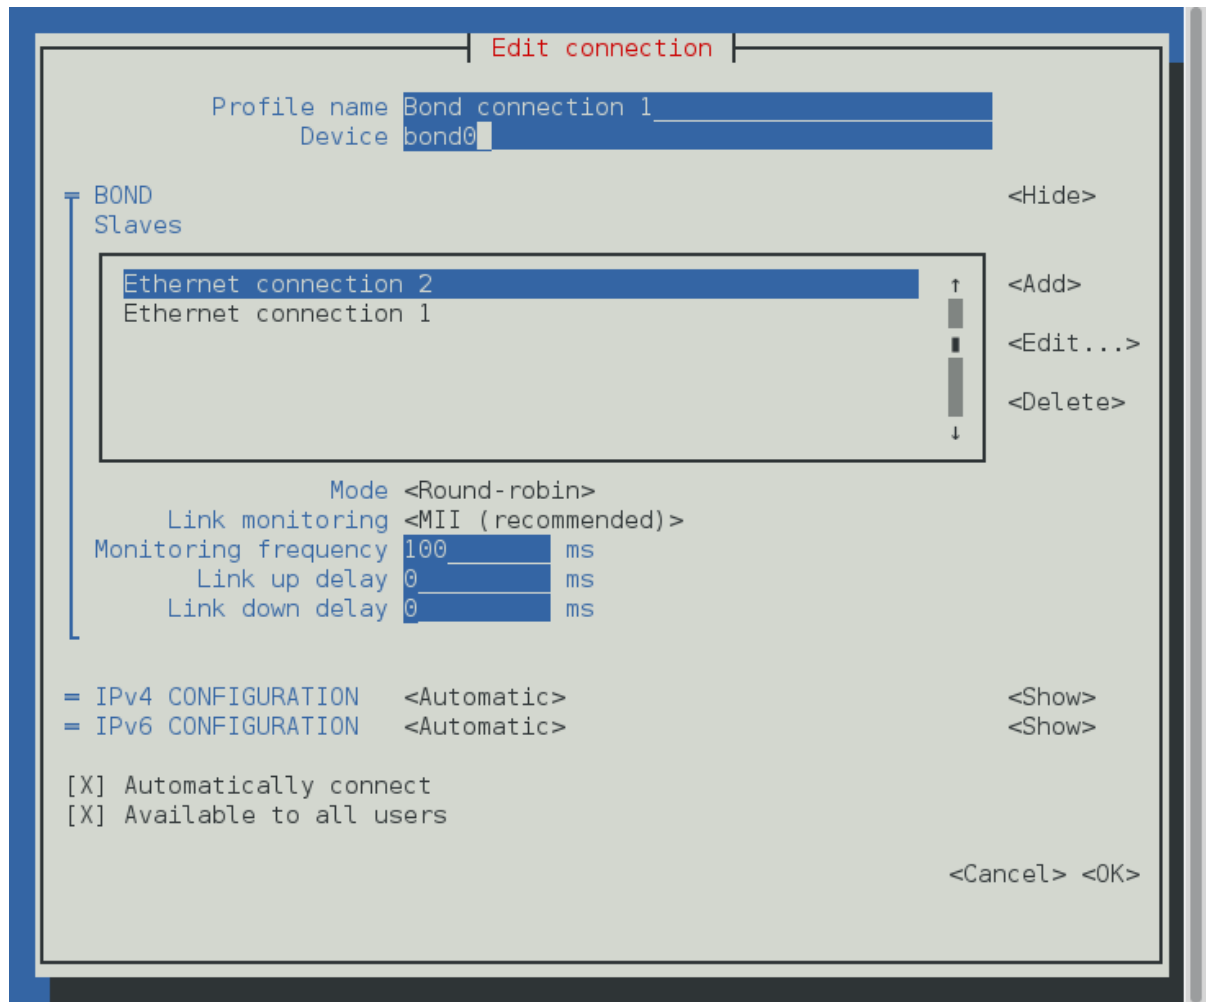 Edit connection
Profile name Bond connection 1
Device bond0
BOND <Hide>
Slaves
Ethernet connection 2 ↑ <Add>
Ethernet connection 1
<Edit...>
<Delete>
↓
Mode <Round-robin>
Link monitoring <MII (recommended)>
Monitoring frequency 100 ms
Link up delay 0 ms
Link down delay 0 ms
= IPv4 CONFIGURATION <Automatic> <Show>
= IPv6 CONFIGURATION <Automatic> <Show>
[X] Automatically connect
[X] Available to all users
<Cancel> <OK>